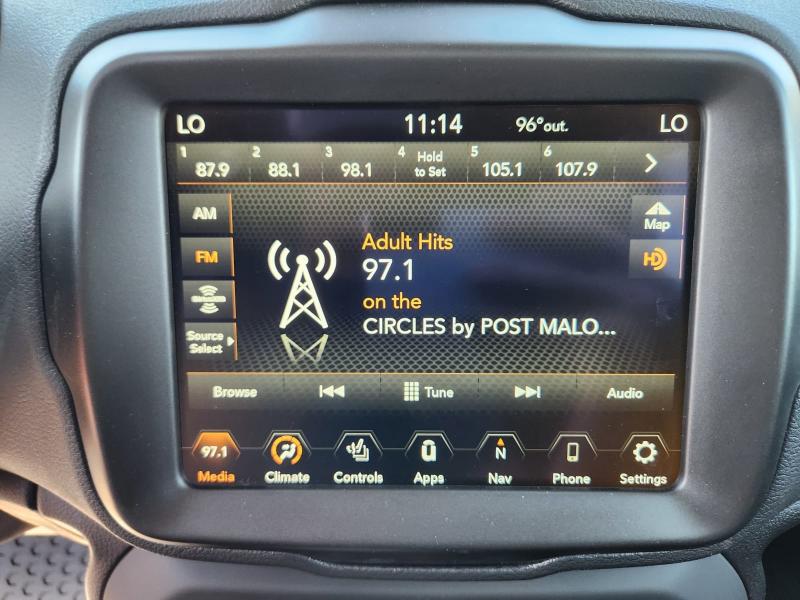 LO 11:14 96° out. LO
1 87.9 2 88.1 3 98.1 4 Hold to Set 5 105.1 6 107.9
AM
Map
FM
HD
Adult Hits
97.1
on the
CIRCLES by POST MALO...
Source
Select
Browse Tune Audio
97.1 N
Media Climate Controls Apps Nav Phone Settings